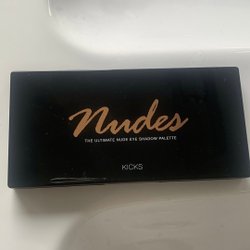 Nudes
THE ULTIMATE NUDE EYE SHADOW PALETTE
KICKS